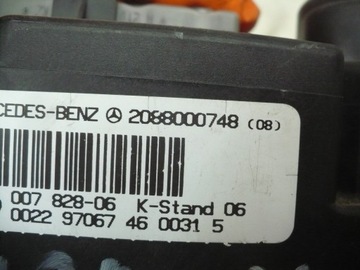 CEDES-BENZ 2088000748 (08)
007 828-06 K-Stand 06
0022 97067 46 0031 5